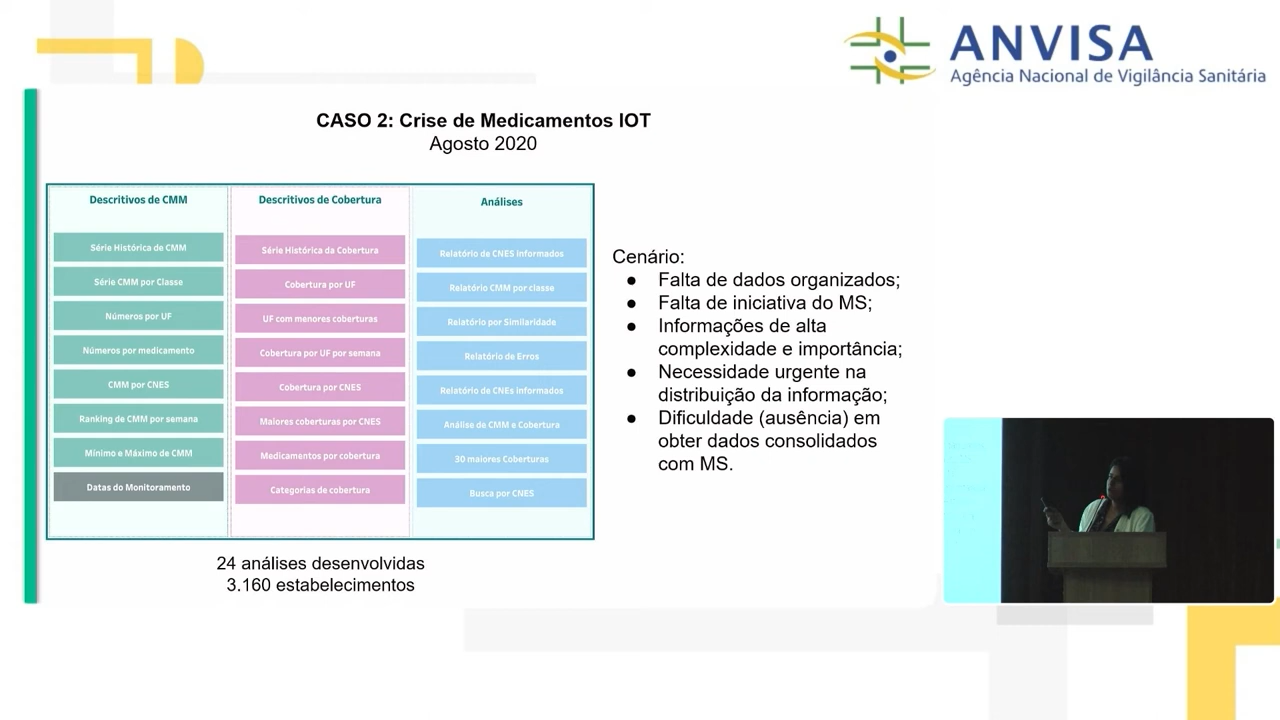 ANVISA
Agência Nacional de Vigilância Sanitária
CASO 2: Crise de Medicamentos IOT
Agosto 2020
Descritivos de CMM
Série Histórica de CMM
Série CMM por Classe
Números por UF
Números por medicamento
CMM por CNES
Ranking de CMM por semana
Mínimo e Máximo de CMM
Datas do Monitoramento
Descritivos de Cobertura
Série Histórica da Cobertura
Cobertura por UF
UF com menores coberturas
Cobertura por UF por semana
Cobertura por CNES
Maiores coberturas por CNES
Medicamentos por cobertura
Categorias de cobertura
Análises
Relatório de CNES informados
Relatório CMM por classe
Relatório por Similaridade
Relatório de Erros
Relatório de CNEs informados
Análise de CMM e Cobertura
30 maiores Coberturas
Busca por CNES
24 análises desenvolvidas
3.160 estabelecimentos
Cenário:
● Falta de dados organizados;
● Falta de iniciativa do MS;
● Informações de alta
complexidade e importância;
● Necessidade urgente na
distribuição da informação;
● Dificuldade (ausência) em
obter dados consolidados
com MS.